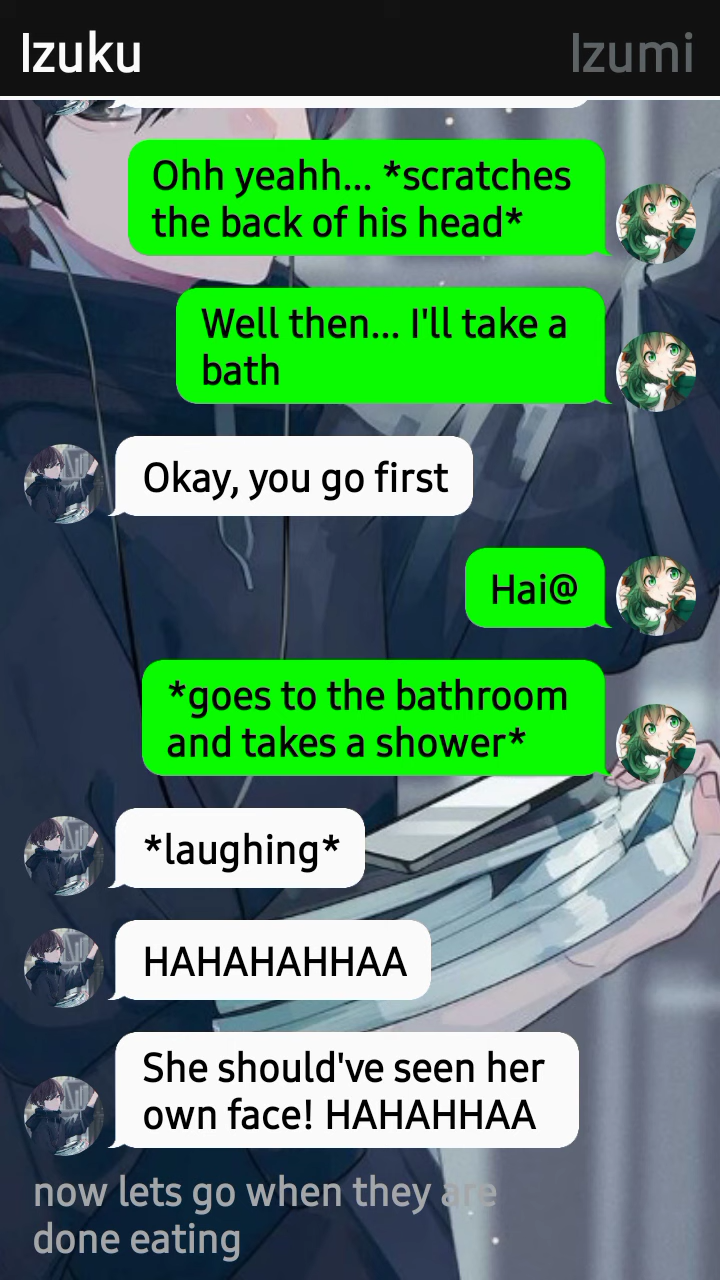 Izuku
Izumi
Ohh yeahh... *scratches
the back of his head*
Well then... I'll take a
bath
Okay, you go first
Hai@
*goes to the bathroom
and takes a shower*
*laughing*
HAHAHAHHAA
She should've seen her
own face! HAHAHHAA
now lets go when they are
done eating